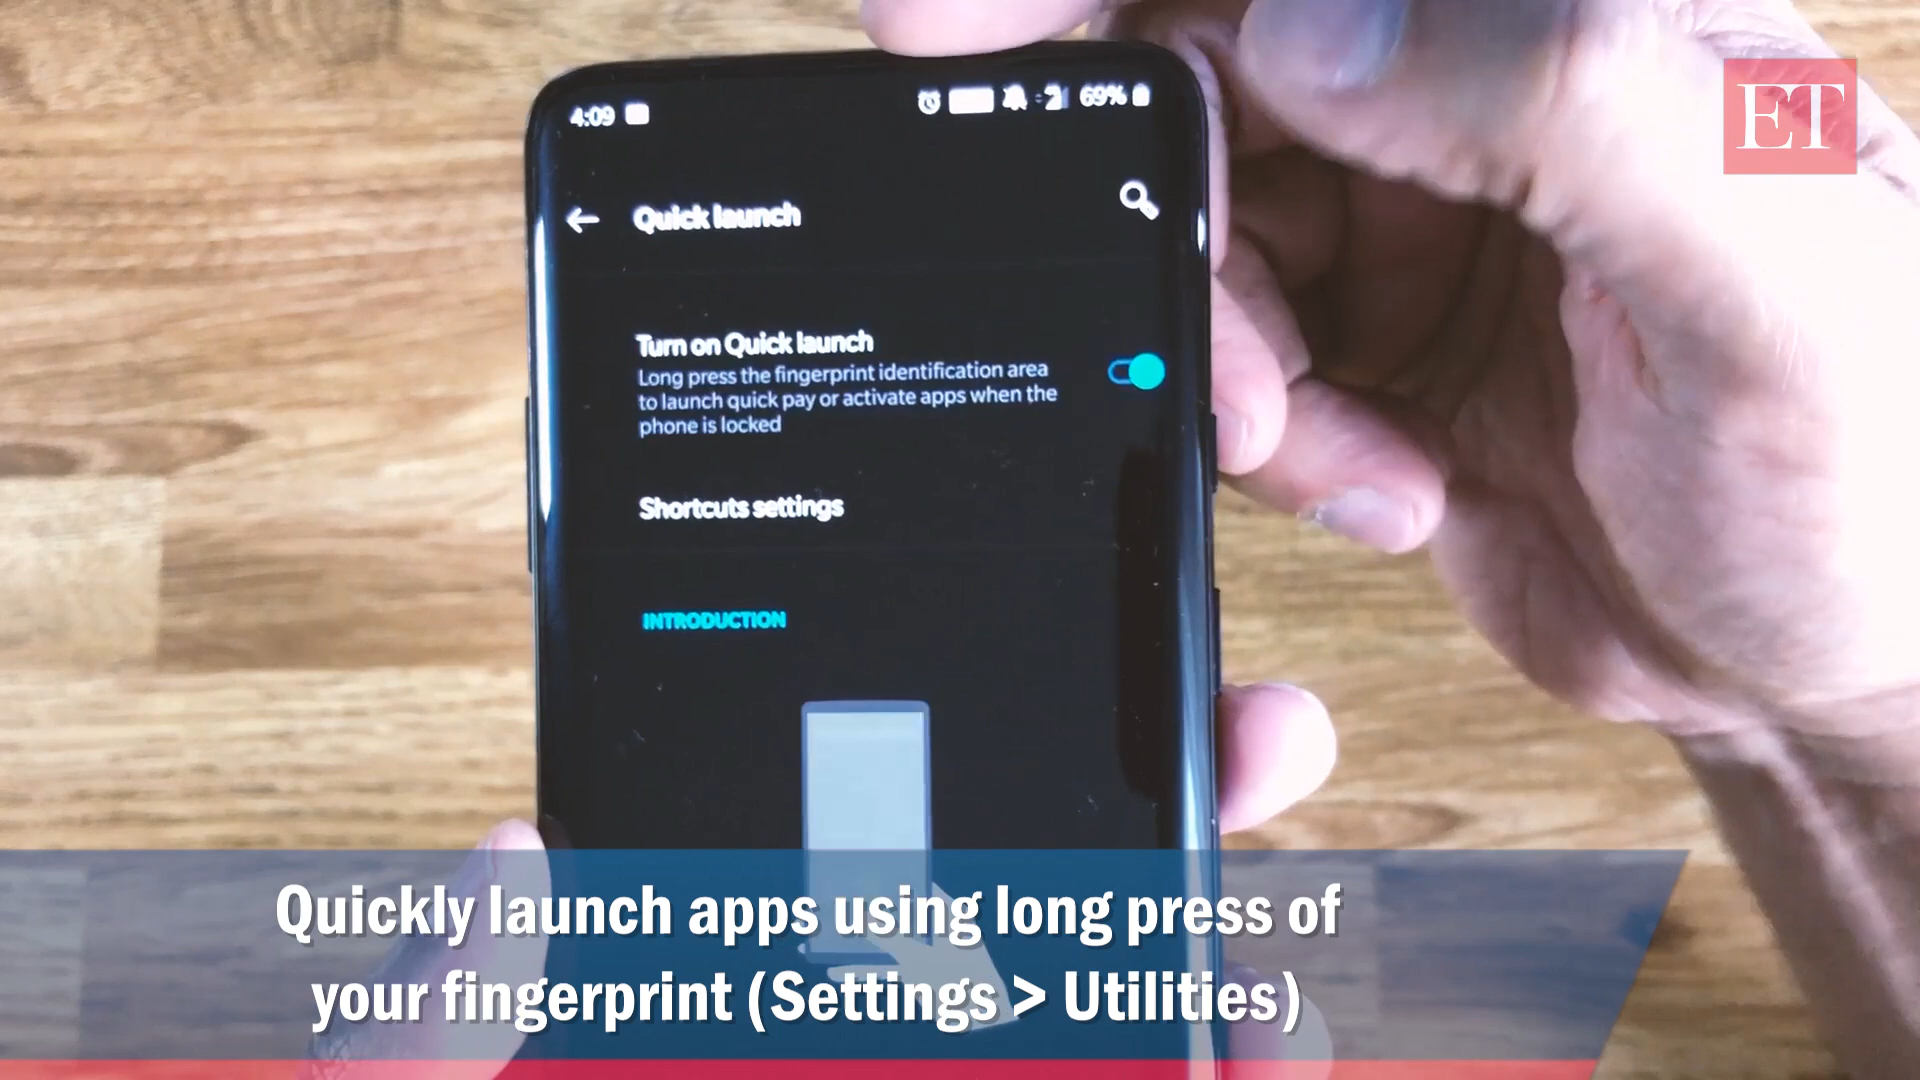 ET
4:09
69%
Quick launch
Turn on Quick launch
Long press the fingerprint identification area
to launch quick pay or activate apps when the
phone is locked
Shortcuts settings
INTRODUCTION
Quickly launch apps using long press of
your fingerprint (Settings > Utilities)